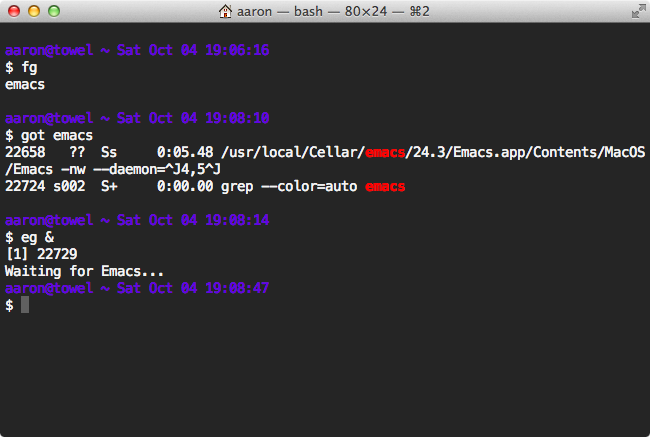 aaron — bash — 80×24 — ⌘2
aaron@towel ~ Sat Oct 04 19:06:16
$ fg
emacs
aaron@towel ~ Sat Oct 04 19:08:10
$ got emacs
22658   ??  Ss     0:05.48 /usr/local/Cellar/emacs/24.3/Emacs.app/Contents/MacOS
/Emacs -nw --daemon=^J4,5^J
22724 s002  S+     0:00.00 grep --color=auto emacs
aaron@towel ~ Sat Oct 04 19:08:14
$ eg &
[1] 22729
Waiting for Emacs...
aaron@towel ~ Sat Oct 04 19:08:47
$